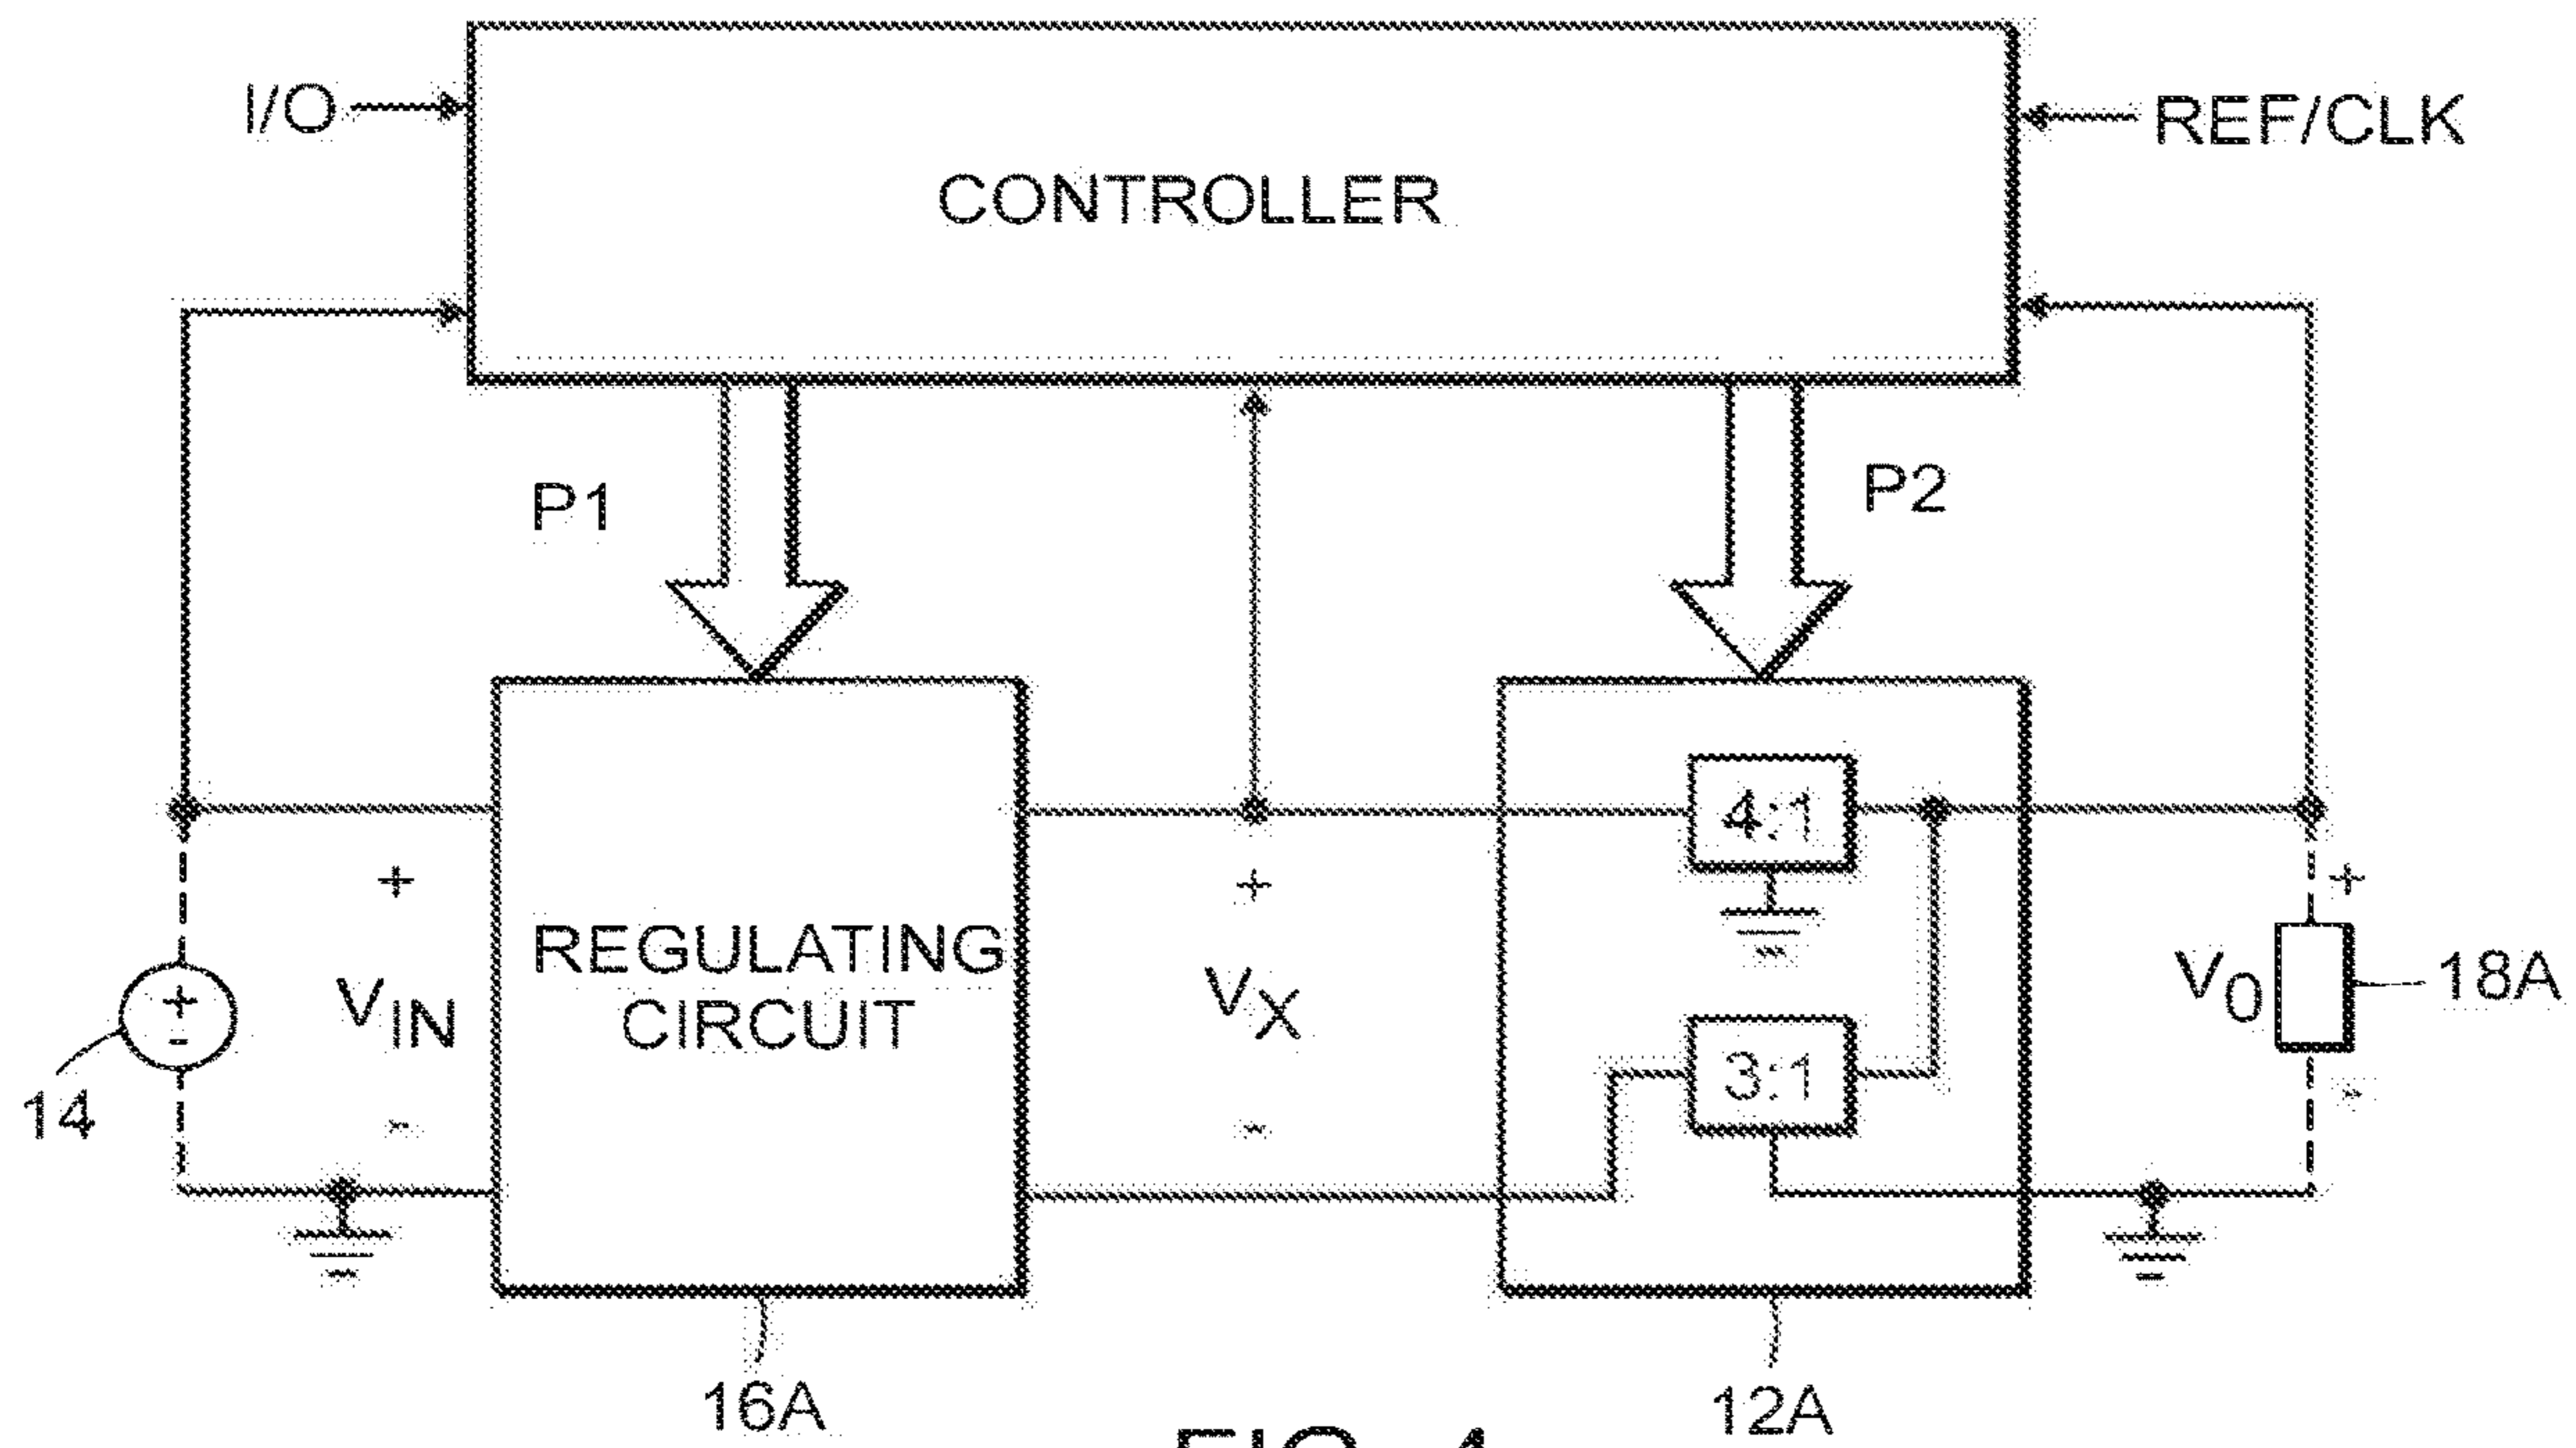 I/O
REF/CLK
CONTROLLER
P1
P2
4:1
+
+
+
REGULATING
CIRCUIT
+
-
VIN
VX
VO
18A
3:1
14
-
-
-
16A
12A